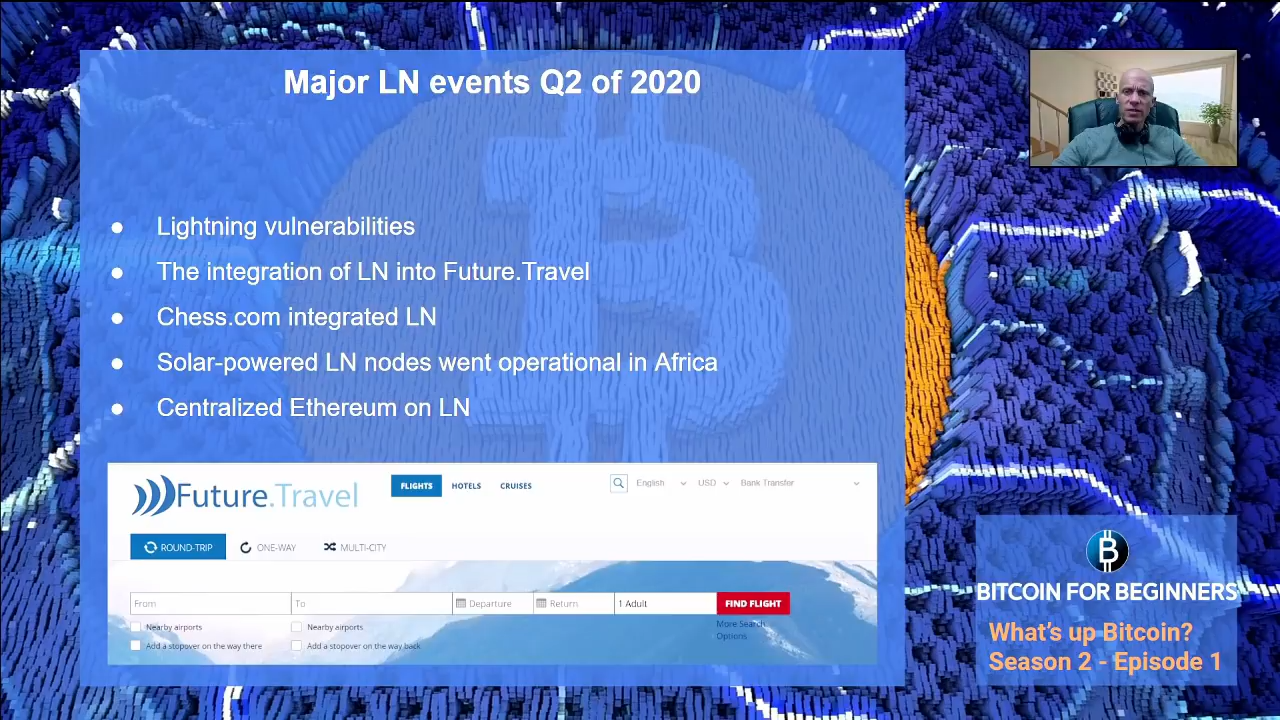 Major LN events Q2 of 2020
● Lightning vulnerabilities
● The integration of LN into Future.Travel
● Chess.com integrated LN
● Solar-powered LN nodes went operational in Africa
● Centralized Ethereum on LN
Future.Travel
FLIGHTS HOTELS CRUISES
English USD Bank Transfer
ROUND-TRIP ONE-WAY MULTI-CITY
From To Departure Return 1 Adult FIND FLIGHT
Nearby airports Nearby airports
More Search
Options
Add a stopover on the way there Add a stopover on the way back
BITCOIN FOR BEGINNERS
What's up Bitcoin?
Season 2 - Episode 1